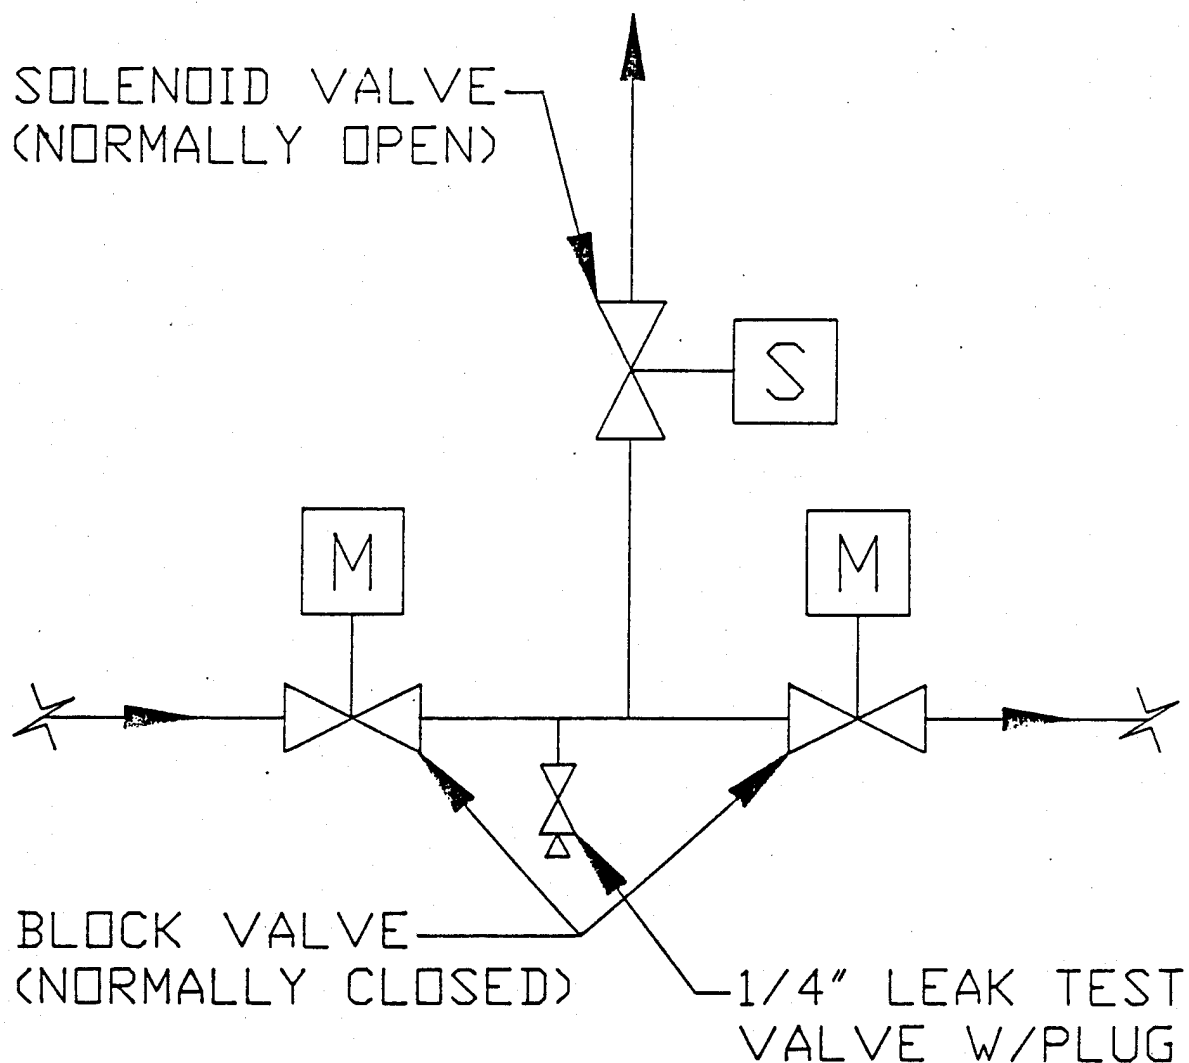 SOLENOID VALVE
(NORMALLY OPEN)
S
M
M
BLOCK VALVE
(NORMALLY CLOSED)
1/4" LEAK TEST
VALVE W/PLUG